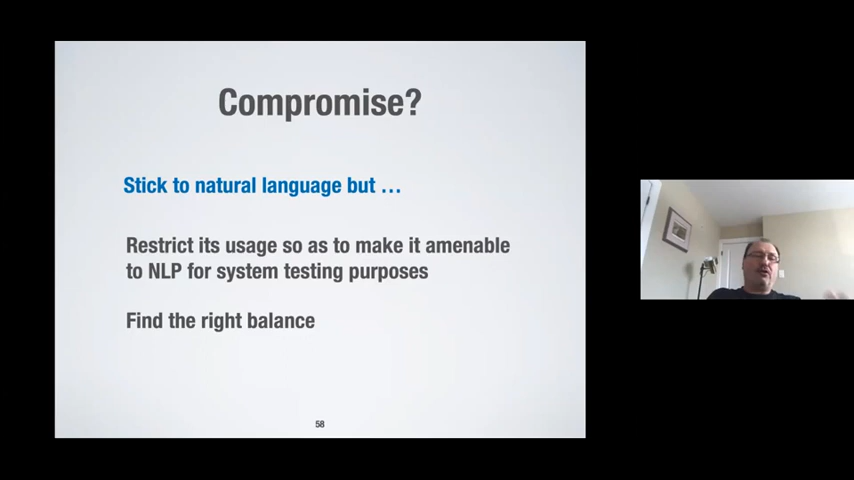 Compromise?
Stick to natural language but …
Restrict its usage so as to make it amenable
to NLP for system testing purposes
Find the right balance
58